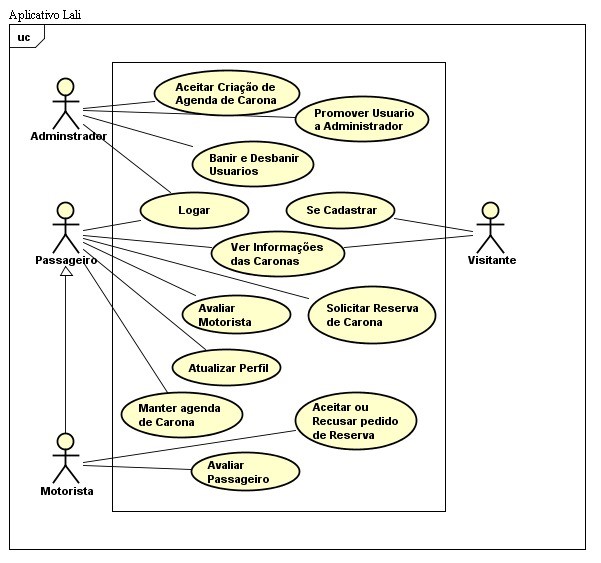 Aplicativo Lali
uc
Aceitar Criação de
Agenda de Carona
Promover Usuario
a Administrador
Adminstrador
Banir e Desbanir
Usuarios
Logar
Se Cadastrar
Passageiro
Ver Informações
das Caronas
Visitante
Avaliar
Motorista
Solicitar Reserva
de Carona
Atualizar Perfil
Manter agenda
de Carona
Aceitar ou
Recusar pedido
de Reserva
Motorista
Avaliar
Passageiro